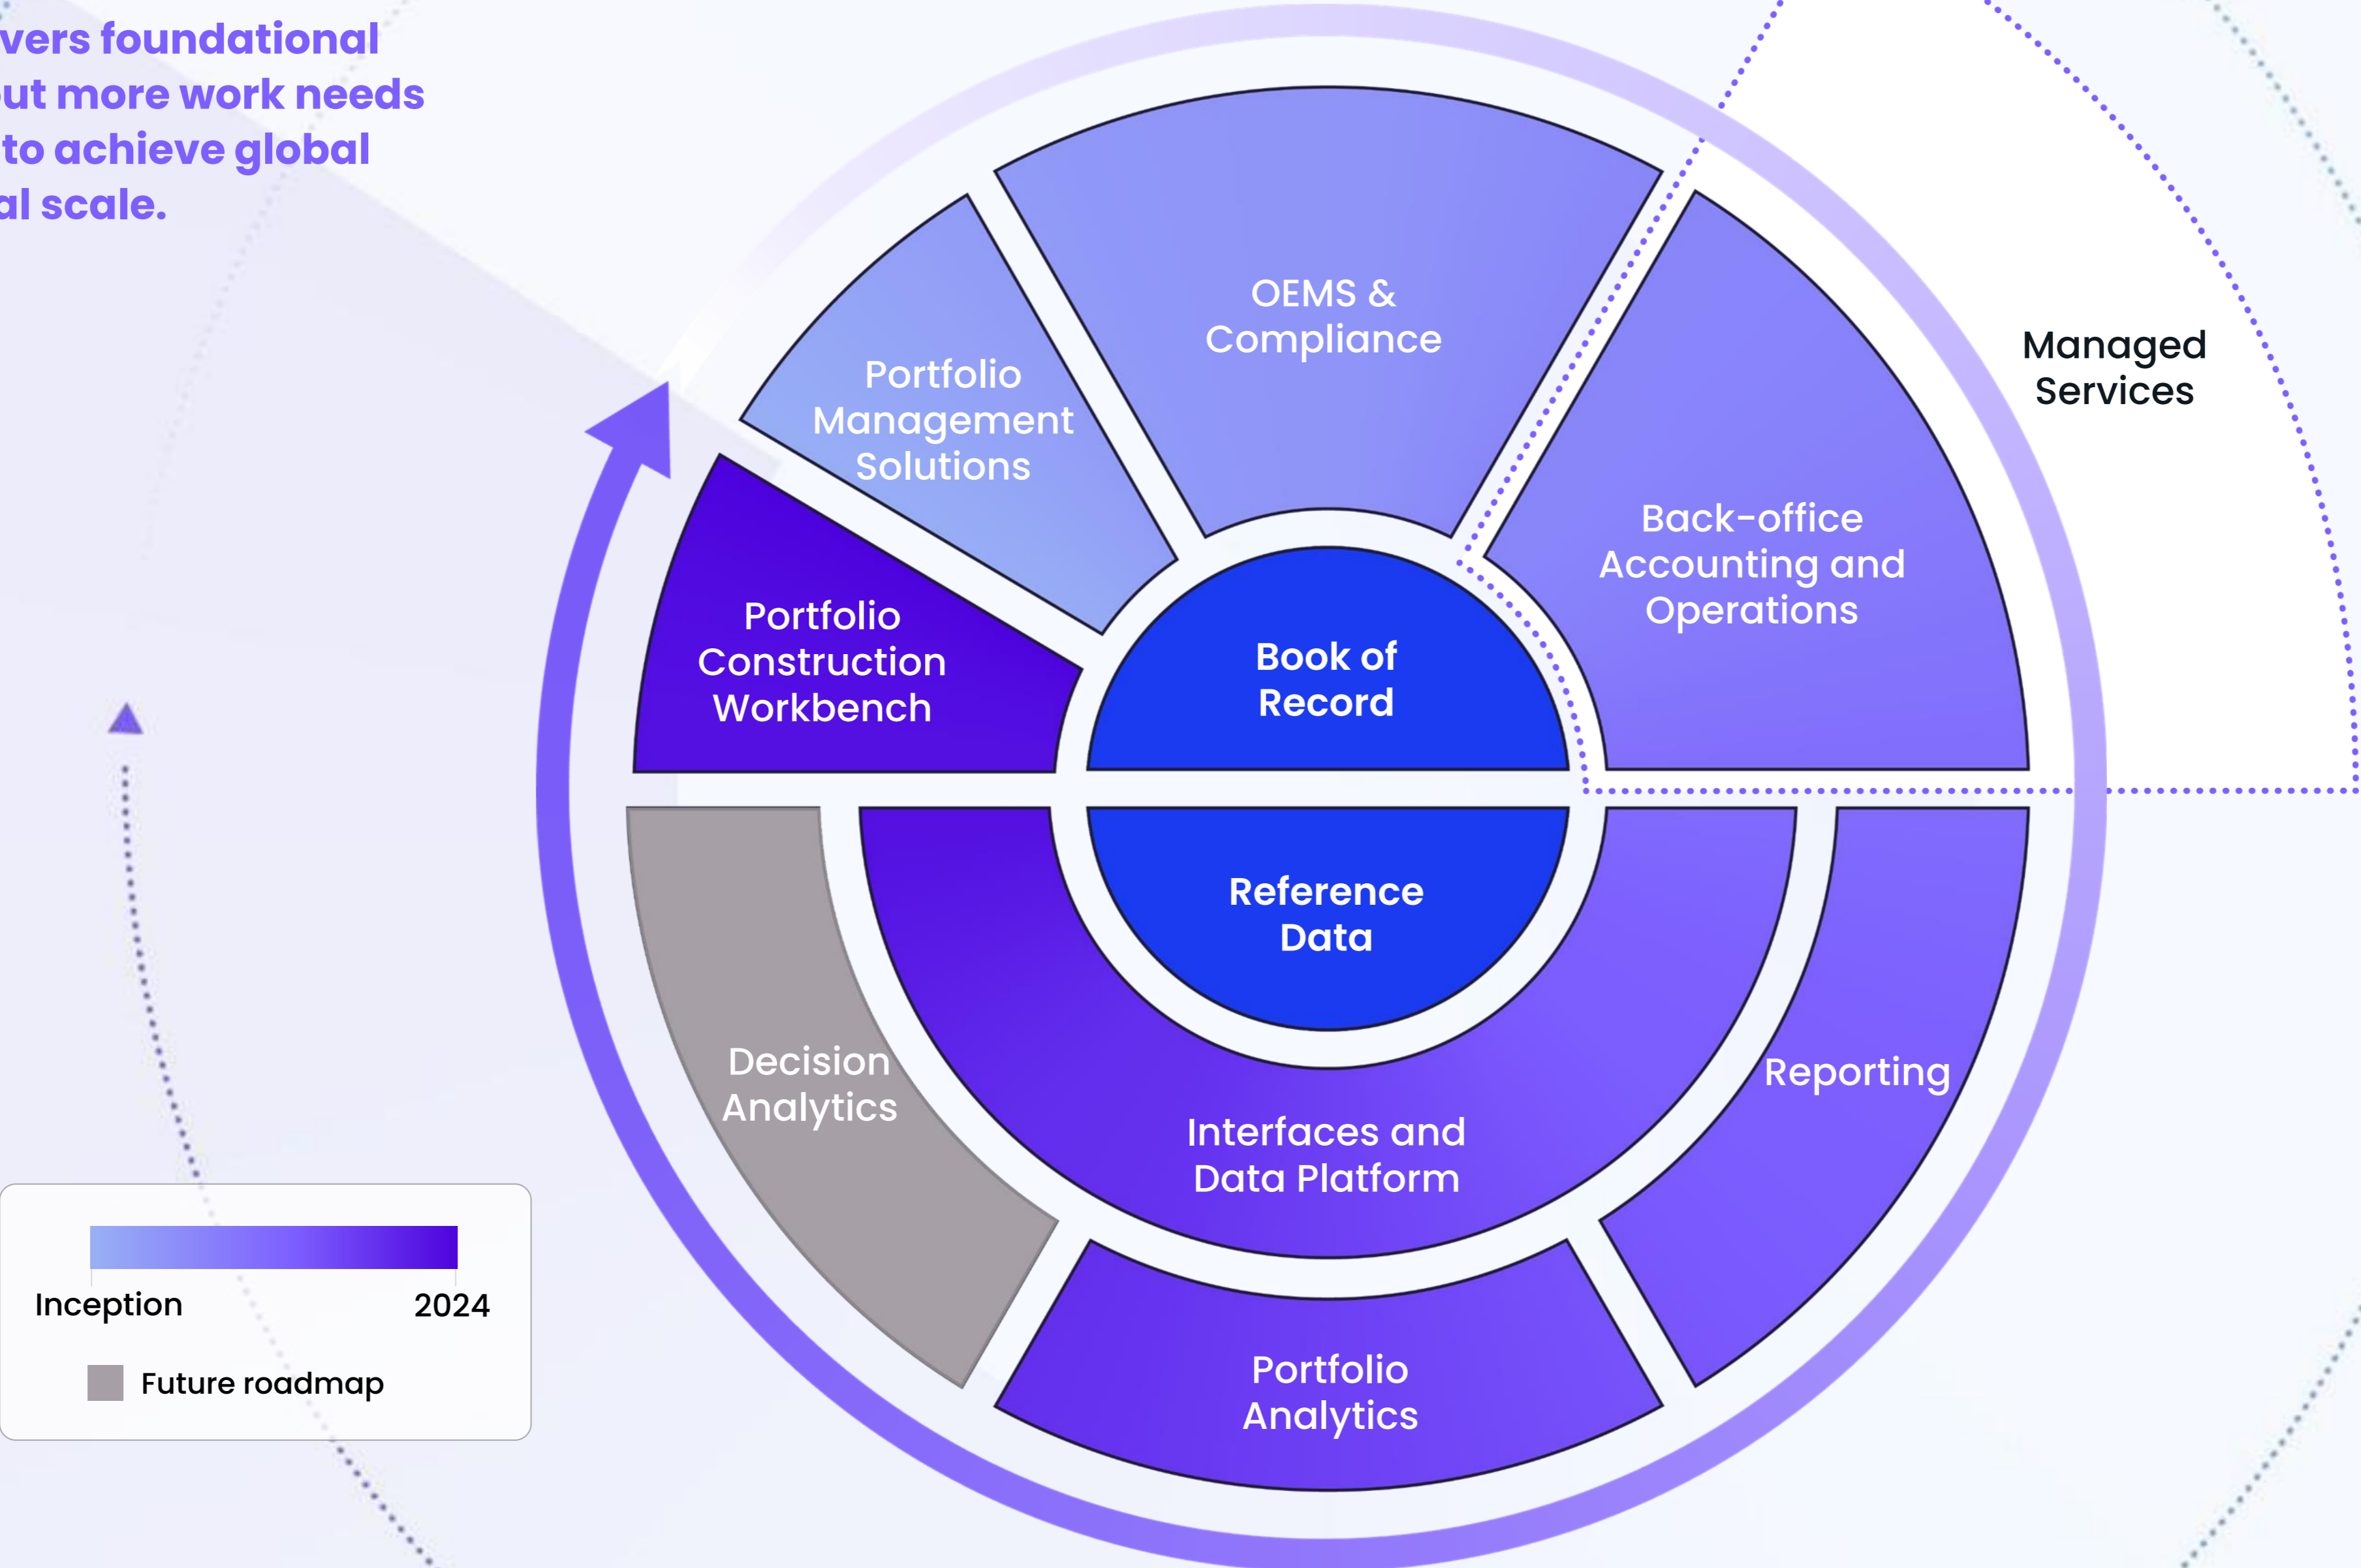 vers foundational
ut more work needs
to achieve global
al scale.
OEMS &
Compliance
Portfolio
Management
Solutions
Managed
Services
Back-office
Accounting and
Operations
Portfolio
Construction
Workbench
Book of
Record
Reference
Data
Decision
Analytics
Reporting
Interfaces and
Data Platform
Portfolio
Analytics
Inception
2024
Future roadmap